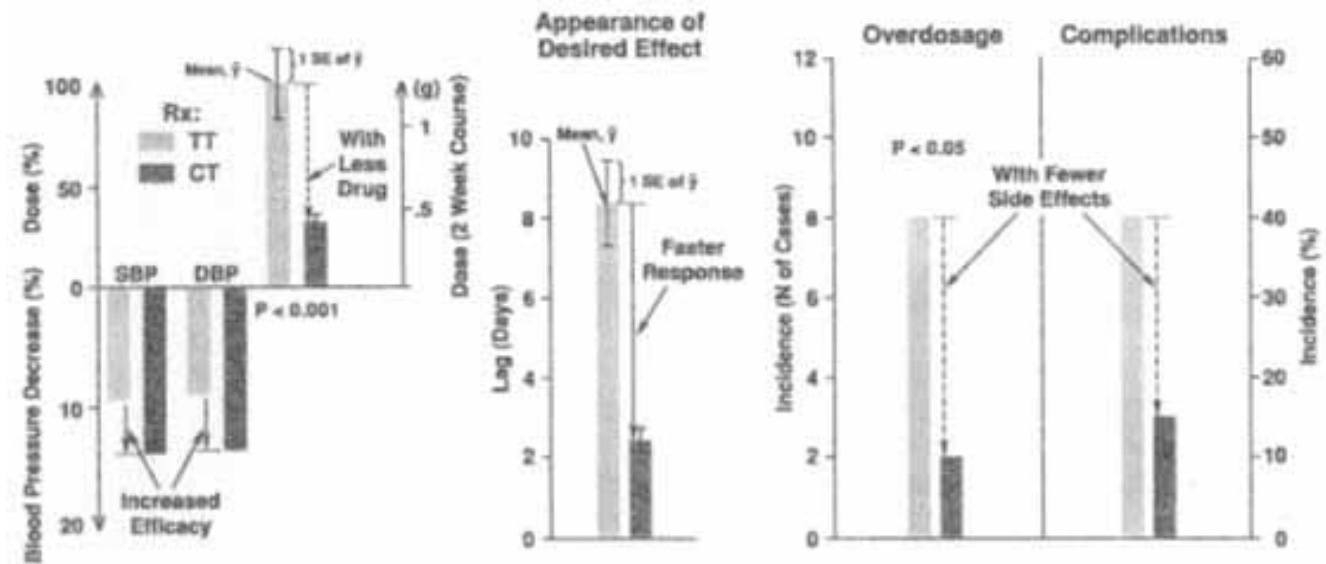 Mean, ȳ
1 SE of ȳ
100
50
0
10
20
Dose (%)
Blood Pressure Decrease (%)
Rx:
TT
CT
SBP
DBP
With
Less
Drug
(g)
1
.5
Dose (2 Week Course)
P < 0.001
Increased
Efficacy
Appearance of
Desired Effect
10
8
6
4
2
0
Lag (Days)
Mean, ȳ
1 SE of ȳ
Faster
Response
Overdosage
Complications
12
10
8
6
4
2
0
Incidence (N of Cases)
P < 0.05
With Fewer
Side Effects
60
50
40
30
20
10
0
Incidence (%)